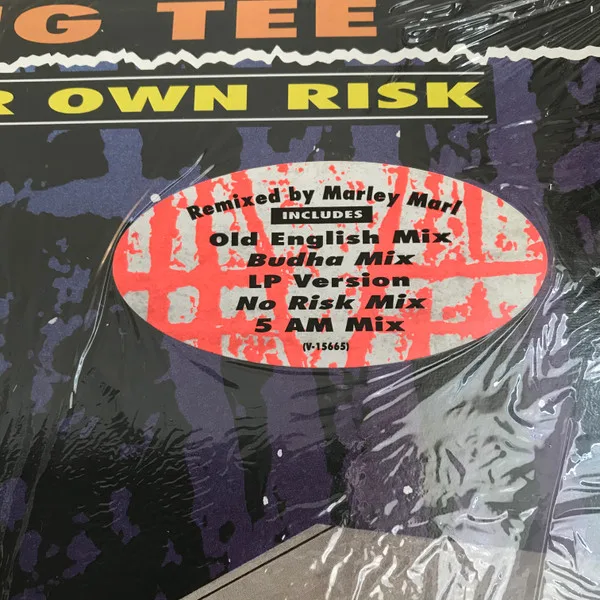 G TEE
R OWN RISK
Remixed by Marley Marl
INCLUDES
Old English Mix
Budha Mix
LP Version
No Risk Mix
5 AM Mix
(V-15665)